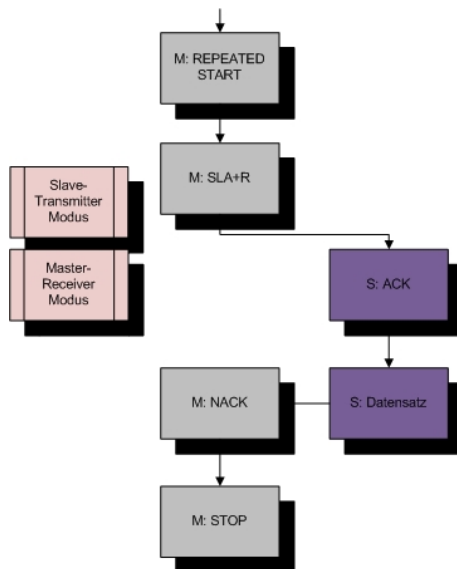 M: REPEATED
START
M: SLA+R
Slave-
Transmitter
Modus
Master-
Receiver
Modus
S: ACK
M: NACK
S: Datensatz
M: STOP